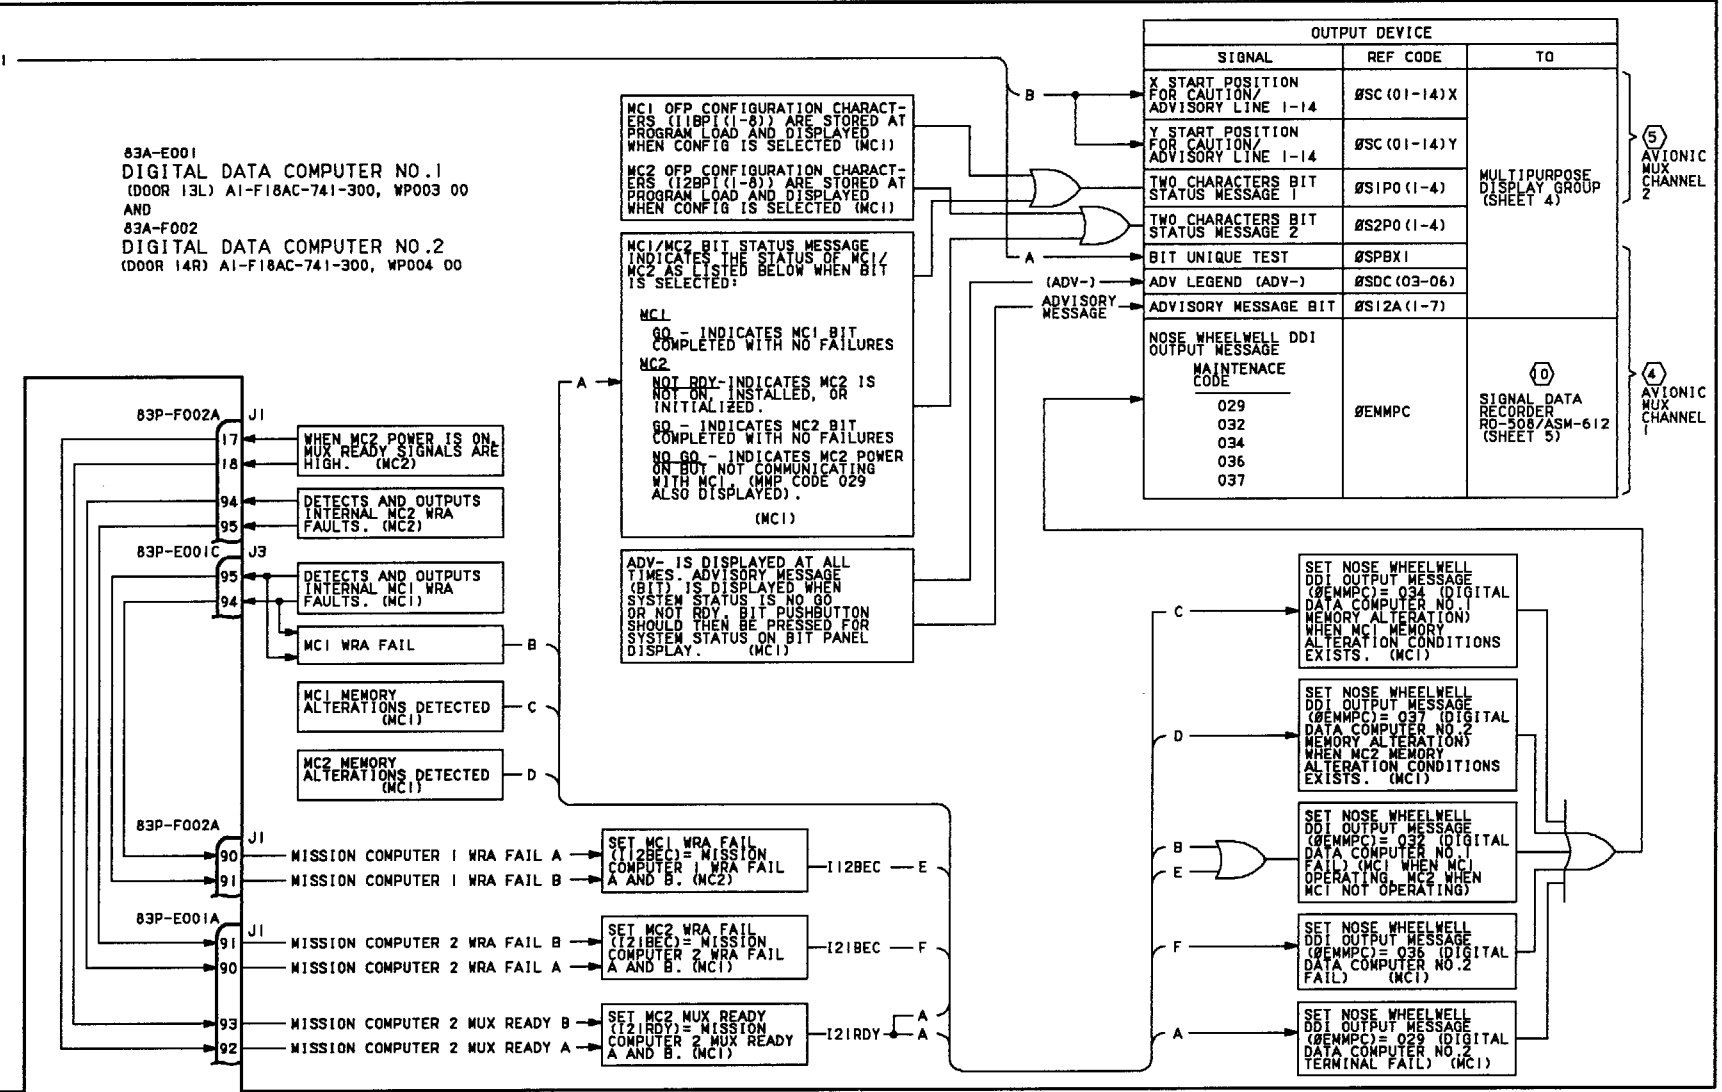 1
83A-E001
DIGITAL DATA COMPUTER NO.1
(DOOR 13L) A1-F18AC-741-300, WP003 00
AND
83A-F002
DIGITAL DATA COMPUTER NO.2
(DOOR 14R) A1-F18AC-741-300, WP004 00
MC1 OFP CONFIGURATION CHARACT-
ERS (I1BPI(1-8)) ARE STORED AT
PROGRAM LOAD AND DISPLAYED
WHEN CONFIG IS SELECTED (MC1)
MC2 OFP CONFIGURATION CHARACT-
ERS (I2BPI(1-8)) ARE STORED AT
PROGRAM LOAD AND DISPLAYED
WHEN CONFIG IS SELECTED (MC1)
MC1/MC2 BIT STATUS MESSAGE
INDICATES THE STATUS OF MC1/
MC2 AS LISTED BELOW WHEN BIT
IS SELECTED:
MC1
GO - INDICATES MC1 BIT
COMPLETED WITH NO FAILURES
MC2
NOT RDY-INDICATES MC2 IS
NOT ON, INSTALLED, OR
INITIALIZED.
GO - INDICATES MC2 BIT
COMPLETED WITH NO FAILURES
NO GO - INDICATES MC2 POWER
ON BUT NOT COMMUNICATING
WITH MC1. (MMP CODE 029
ALSO DISPLAYED).
(MC1)
A
ADV- IS DISPLAYED AT ALL
TIMES. ADVISORY MESSAGE
(BIT) IS DISPLAYED WHEN
SYSTEM STATUS IS NO GO
OR NOT RDY. BIT PUSHBUTTON
SHOULD THEN BE PRESSED FOR
SYSTEM STATUS ON BIT PANEL
DISPLAY. (MC1)
B
A
(ADV-)
ADVISORY
MESSAGE
OUTPUT DEVICE
SIGNAL REF CODE TO
X START POSITION
FOR CAUTION/
ADVISORY LINE 1-14
ØSC(01-14)X
Y START POSITION
FOR CAUTION/
ADVISORY LINE 1-14
ØSC(01-14)Y
TWO CHARACTERS BIT
STATUS MESSAGE 1
ØS1PO(1-4)
TWO CHARACTERS BIT
STATUS MESSAGE 2
ØS2PO(1-4)
BIT UNIQUE TEST ØSPBX1
ADV LEGEND (ADV-) ØSDC(03-06)
ADVISORY MESSAGE BIT ØS12A(1-7)
MULTIPURPOSE
DISPLAY GROUP
(SHEET 4)
NOSE WHEELWELL DDI
OUTPUT MESSAGE
MAINTENACE
CODE
029
032
034
036
037
ØEMMPC
10
SIGNAL DATA
RECORDER
RO-508/ASM-612
(SHEET 5)
5
AVIONIC
MUX
CHANNEL
2
4
AVIONIC
MUX
CHANNEL
1
83P-F002A J1
17
18
94
95
WHEN MC2 POWER IS ON,
MUX READY SIGNALS ARE
HIGH. (MC2)
DETECTS AND OUTPUTS
INTERNAL MC2 WRA
FAULTS. (MC2)
83P-E001C J3
95
94
DETECTS AND OUTPUTS
INTERNAL MC1 WRA
FAULTS. (MC1)
MC1 WRA FAIL B
MC1 MEMORY
ALTERATIONS DETECTED C
(MC1)
MC2 MEMORY
ALTERATIONS DETECTED D
(MC1)
83P-F002A J1
90 MISSION COMPUTER 1 WRA FAIL A
91 MISSION COMPUTER 1 WRA FAIL B
SET MC1 WRA FAIL
(I12BEC)= MISSION
COMPUTER 1 WRA FAIL
A AND B. (MC2)
I12BEC E
83P-E001A J1
91 MISSION COMPUTER 2 WRA FAIL B
90 MISSION COMPUTER 2 WRA FAIL A
SET MC2 WRA FAIL
(I21BEC)= MISSION
COMPUTER 2 WRA FAIL
A AND B. (MC1)
I21BEC F
93 MISSION COMPUTER 2 MUX READY B
92 MISSION COMPUTER 2 MUX READY A
SET MC2 MUX READY
(I21RDY)= MISSION
COMPUTER 2 MUX READY
A AND B. (MC1)
I21RDY A
A
C
SET NOSE WHEELWELL
DDI OUTPUT MESSAGE
(ØEMMPC)= 034 (DIGITAL
DATA COMPUTER NO.1
MEMORY ALTERATION)
WHEN MC1 MEMORY
ALTERATION CONDITIONS
EXISTS. (MC1)
D
SET NOSE WHEELWELL
DDI OUTPUT MESSAGE
(ØEMMPC)= 037 (DIGITAL
DATA COMPUTER NO.2
MEMORY ALTERATION)
WHEN MC2 MEMORY
ALTERATION CONDITIONS
EXISTS. (MC1)
B
E
SET NOSE WHEELWELL
DDI OUTPUT MESSAGE
(ØEMMPC)= 032 (DIGITAL
DATA COMPUTER NO.1
FAIL) (MC1 WHEN MC1
OPERATING, MC2 WHEN
MC1 NOT OPERATING)
F
SET NOSE WHEELWELL
DDI OUTPUT MESSAGE
(ØEMMPC)= 036 (DIGITAL
DATA COMPUTER NO.2
FAIL) (MC1)
A
SET NOSE WHEELWELL
DDI OUTPUT MESSAGE
(ØEMMPC)= 029 (DIGITAL
DATA COMPUTER NO.2
TERMINAL FAIL) (MC1)